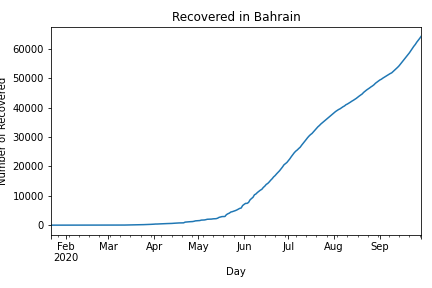 Recovered in Bahrain
Number of Recovered
60000
50000
40000
30000
20000
10000
0
Feb Mar Apr May Jun Jul Aug Sep
2020
Day